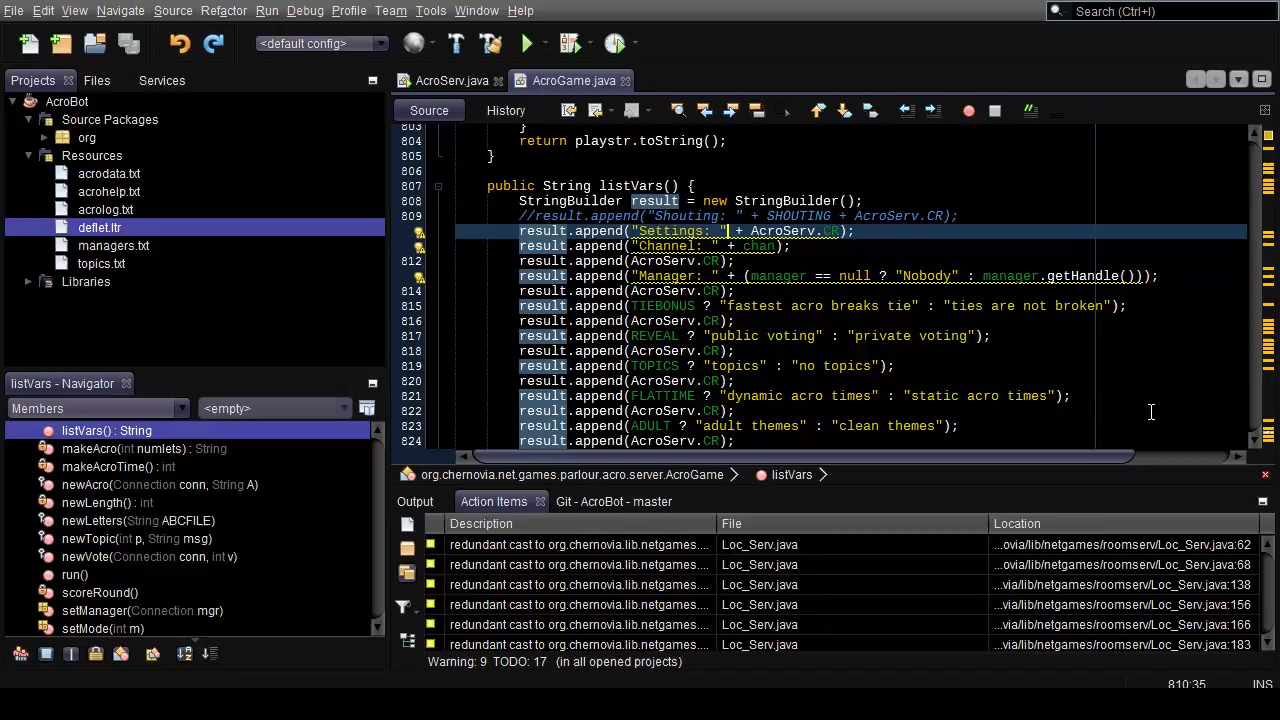 File Edit View Navigate Source Refactor Run Debug Profile Team Tools Window Help
Search (Ctrl+I)
<default config>
Projects Files Services
AcroBot
Source Packages
org
Resources
acrodata.txt
acrohelp.txt
acrolog.txt
deflet.ltr
managers.txt
topics.txt
Libraries
listVars - Navigator
Members <empty>
listVars() : String
makeAcro(int numlets) : String
makeAcroTime() : int
newAcro(Connection conn, String A)
newLength() : int
newLetters(String ABCFILE)
newTopic(int p, String msg)
newVote(Connection conn, int v)
run()
scoreRound()
setManager(Connection mgr)
setMode(int m)
AcroServ.java AcroGame.java
Source History
803 }
804 return playstr.toString();
805 }
806
807 public String listVars() {
808 StringBuilder result = new StringBuilder();
809 //result.append("Shouting: " + SHOUTING + AcroServ.CR);
result.append("Settings: " + AcroServ.CR);
result.append("Channel: " + chan);
812 result.append(AcroServ.CR);
result.append("Manager: " + (manager == null ? "Nobody" : manager.getHandle()));
814 result.append(AcroServ.CR);
815 result.append(TIEBONUS ? "fastest acro breaks tie" : "ties are not broken");
816 result.append(AcroServ.CR);
817 result.append(REVEAL ? "public voting" : "private voting");
818 result.append(AcroServ.CR);
819 result.append(TOPICS ? "topics" : "no topics");
820 result.append(AcroServ.CR);
821 result.append(FLATTIME ? "dynamic acro times" : "static acro times");
822 result.append(AcroServ.CR);
823 result.append(ADULT ? "adult themes" : "clean themes");
824 result.append(AcroServ.CR);
org.chernovia.net.games.parlour.acro.server.AcroGame listVars
Output Action Items Git - AcroBot - master
Description File Location
redundant cast to org.chernovia.lib.netgames.... Loc_Serv.java ...ovia/lib/netgames/roomserv/Loc_Serv.java:62
redundant cast to org.chernovia.lib.netgames.... Loc_Serv.java ...ovia/lib/netgames/roomserv/Loc_Serv.java:68
redundant cast to org.chernovia.lib.netgames.... Loc_Serv.java ...via/lib/netgames/roomserv/Loc_Serv.java:138
redundant cast to org.chernovia.lib.netgames.... Loc_Serv.java ...via/lib/netgames/roomserv/Loc_Serv.java:156
redundant cast to org.chernovia.lib.netgames.... Loc_Serv.java ...via/lib/netgames/roomserv/Loc_Serv.java:166
redundant cast to org.chernovia.lib.netgames.... Loc_Serv.java ...via/lib/netgames/roomserv/Loc_Serv.java:183
Warning: 9 TODO: 17 (in all opened projects)
810:35 INS